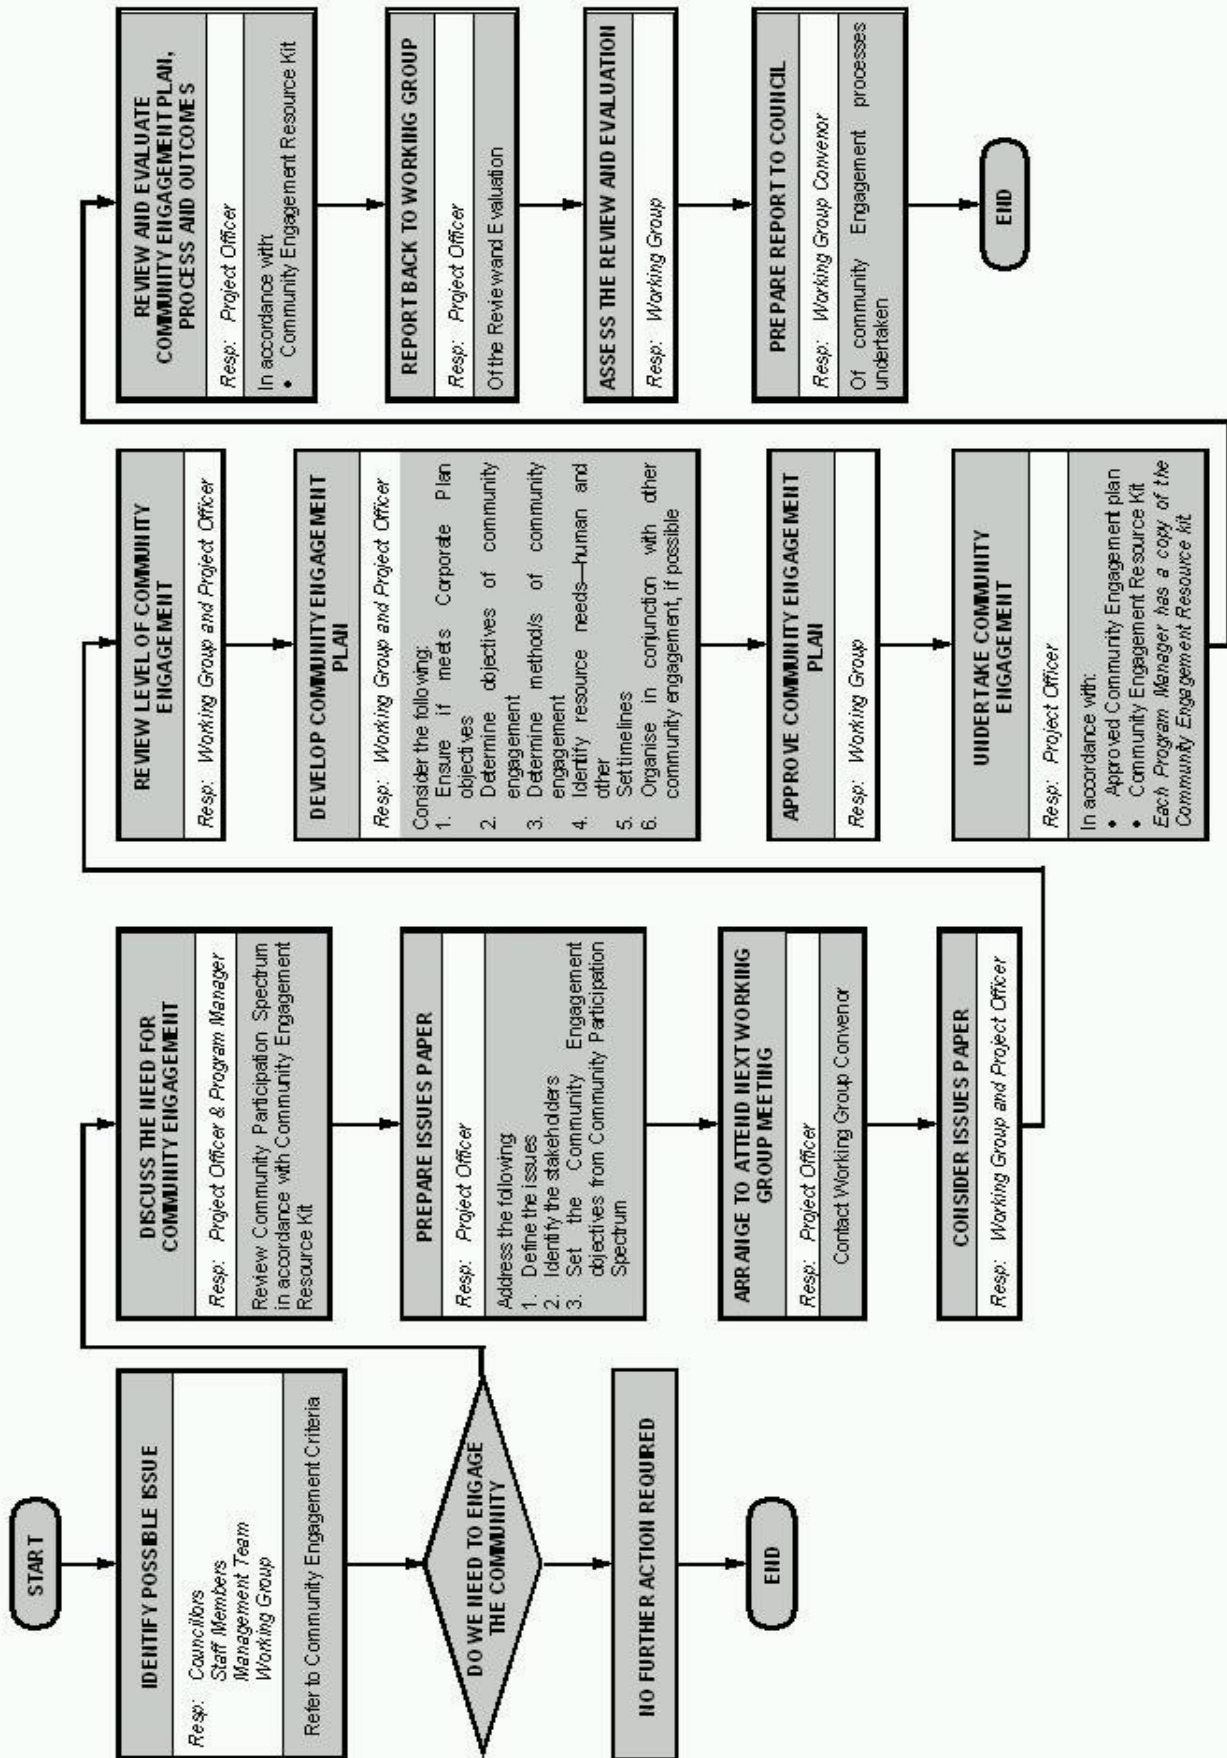 START
IDENTIFY POSSIBLE ISSUE
Resp: Councillors
Staff Members
Management Team
Working Group
Refer to Community Engagement Criteria
DO WE NEED TO ENGAGE
THE COMMUNITY
NO FURTHER ACTION REQUIRED
END
DISCUSS THE NEED FOR
COMMUNITY ENGAGEMENT
Resp: Project Officer & Program Manager
Review Community Participation Spectrum
in accordance with Community Engagement
Resource Kit
PREPARE ISSUES PAPER
Resp: Project Officer
Address the following:
1. Define the issues
2. Identify the stakeholders
3. Set the Community Engagement
objectives from Community Participation
Spectrum
ARRANGE TO ATTEND NEXT WORKING
GROUP MEETING
Resp: Project Officer
Contact Working Group Convenor
CONSIDER ISSUES PAPER
Resp: Working Group and Project Officer
REVIEW LEVEL OF COMMUNITY
ENGAGEMENT
Resp: Working Group and Project Officer
DEVELOP COMMUNITY ENGAGEMENT
PLAN
Resp: Working Group and Project Officer
Consider the following:
1. Ensure if meets Corporate Plan
objectives
2. Determine objectives of community
engagement
3. Determine method/s of community
engagement
4. Identify resource needs—human and
other
5. Set timelines
6. Organise in conjunction with other
community engagement, if possible
APPROVE COMMUNITY ENGAGEMENT
PLAN
Resp: Working Group
UNDERTAKE COMMUNITY
ENGAGEMENT
Resp: Project Officer
In accordance with:
• Approved Community Engagement plan
• Community Engagement Resource Kit
Each Program Manager has a copy of the
Community Engagement Resource kit.
REVIEW AND EVALUATE
COMMUNITY ENGAGEMENT PLAN,
PROCESS AND OUTCOMES
Resp: Project Officer
In accordance with:
• Community Engagement Resource Kit
REPORT BACK TO WORKING GROUP
Resp: Project Officer
Of the Review and Evaluation
ASSESS THE REVIEW AND EVALUATION
Resp: Working Group
PREPARE REPORT TO COUNCIL
Resp: Working Group Convenor
Of community Engagement processes
undertaken
END